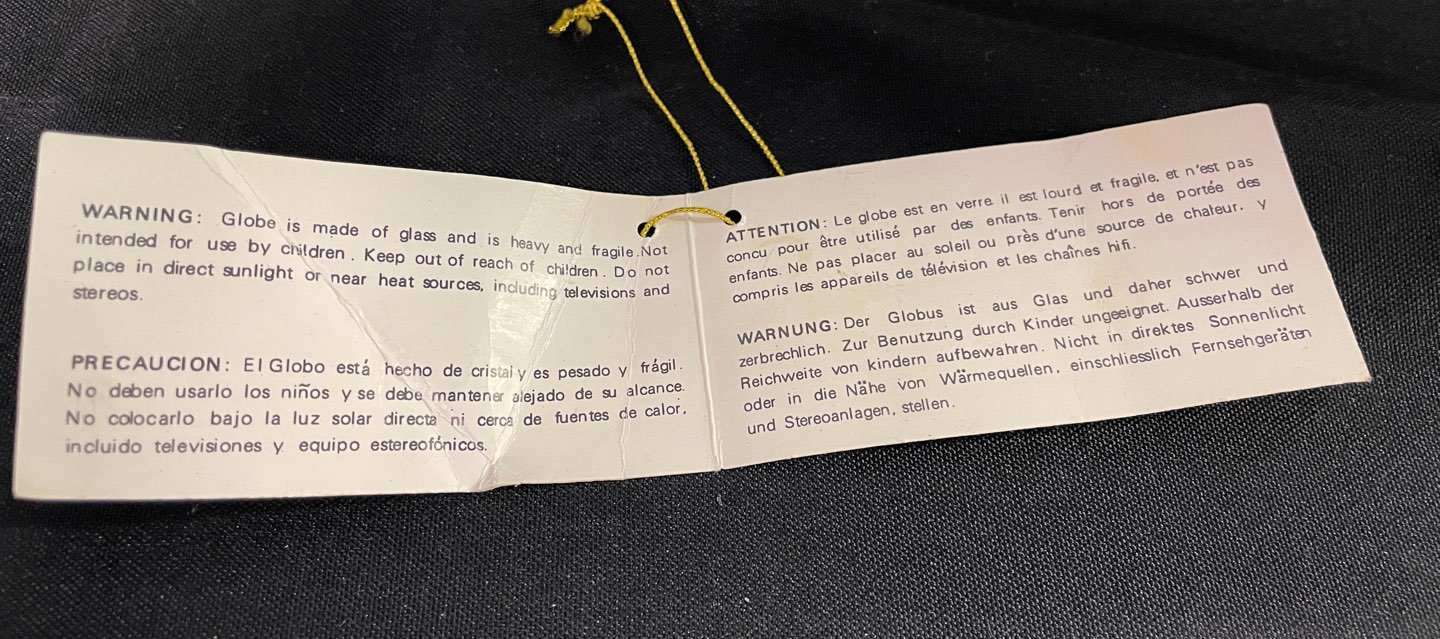 WARNING: Globe is made of glass and is heavy and fragile. Not
intended for use by children. Keep out of reach of children. Do not
place in direct sunlight or near heat sources, including televisions and
stereos.
PRECAUCION: El Globo está hecho de cristal y es pesado y frágil.
No deben usarlo los niños y se debe mantener alejado de su alcance.
No colocarlo bajo la luz solar directa ni cerca de fuentes de calor,
incluido televisiones y equipo estereofónicos.
ATTENTION: Le globe est en verre il est lourd et fragile, et n'est pas
concu pour être utilisé par des enfants. Tenir hors de portée des
enfants. Ne pas placer au soleil ou près d'une source de chateur, y
compris les appareils de télévision et les chaînes hifi.
WARNUNG: Der Globus ist aus Glas und daher schwer und
zerbrechlich. Zur Benutzung durch Kinder ungeeignet. Ausserhalb der
Reichweite von kindern aufbewahren. Nicht in direktes Sonnenlicht
oder in die Nähe von Wärmequellen, einschliesslich Fernsehgeräten
und Stereoanlagen, stellen.